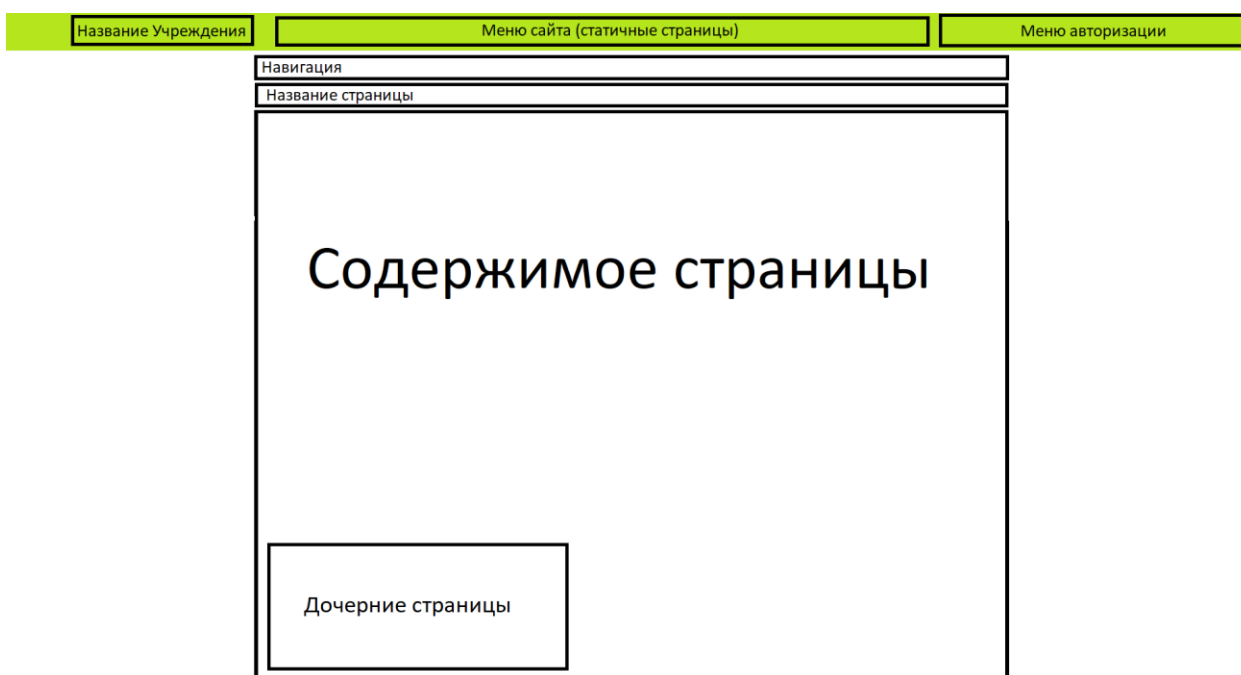 Название Учреждения
Меню сайта (статичные страницы)
Меню авторизации
Навигация
Название страницы
Содержимое страницы
Дочерние страницы